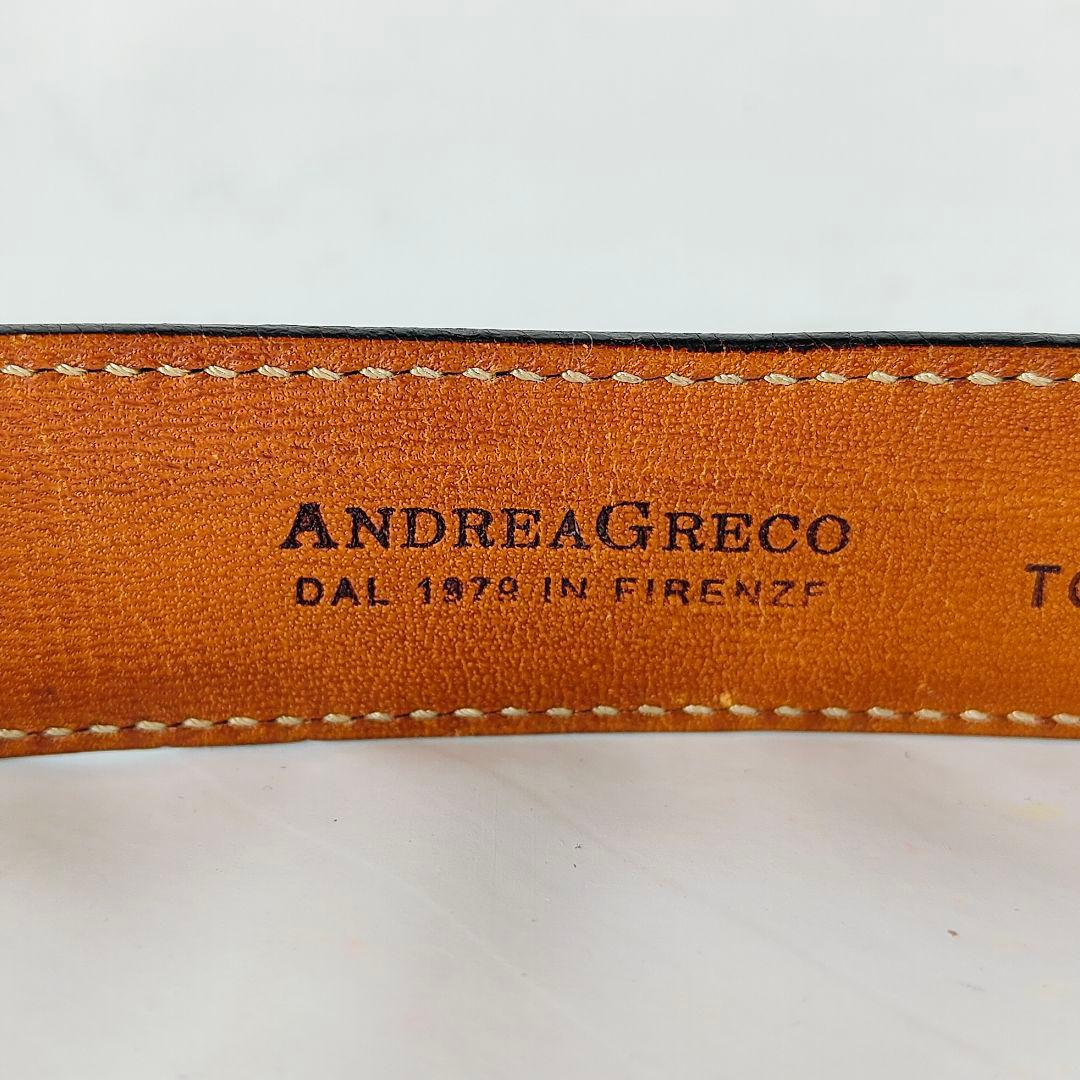 ANDREAGRECO
DAL 1979 IN FIRENZE